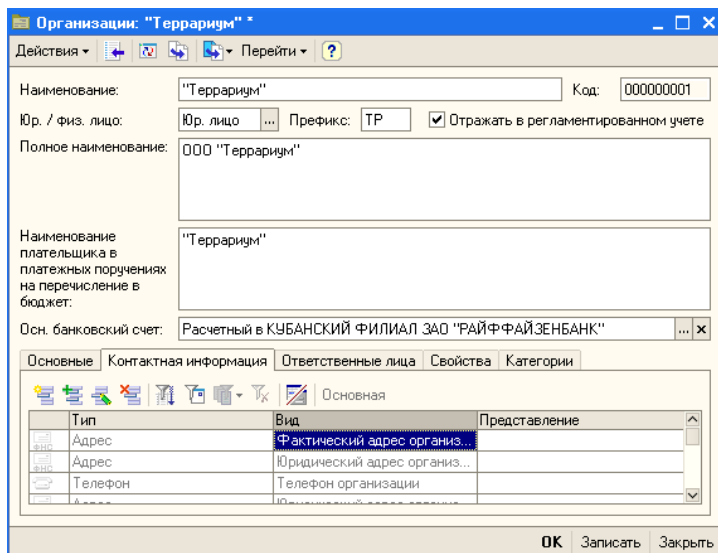 Организации: "Террариум" *
Действия Перейти ?
Наименование: "Террариум" Код: 000000001
Юр. / физ. лицо: Юр. лицо ... Префикс: ТР Отражать в регламентированном учете
Полное наименование: ООО "Террариум"
Наименование "Террариум"
плательщика в
платежных поручениях
на перечисление в
бюджет:
Осн. банковский счет: Расчетный в КУБАНСКИЙ ФИЛИАЛ ЗАО "РАЙФФАЙЗЕНБАНК" ... x
Основные Контактная информация Ответственные лица Свойства Категории
Основная
Тип Вид Представление
ФНС Адрес Фактический адрес организ...
ФНС Адрес Юридический адрес организ...
Телефон Телефон организации
OK Записать Закрыть